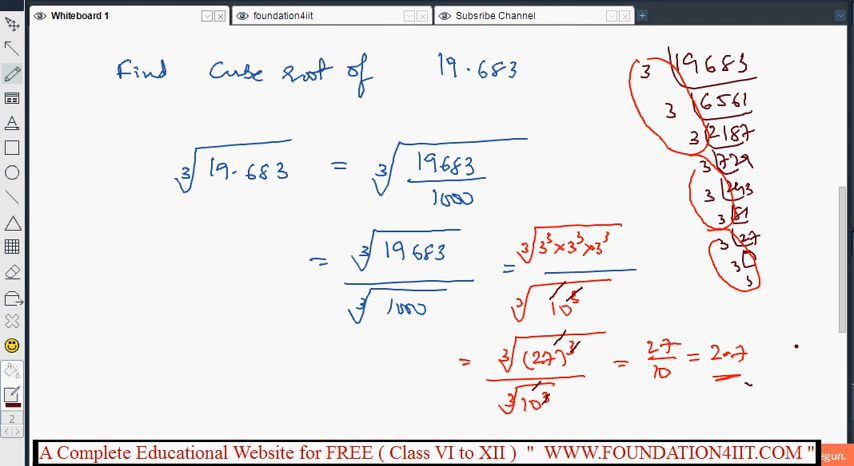 Whiteboard 1
foundation4iit
Subsribe Channel
Find Cube root of 19.683
∛19.683 = ∛(19683/1000)
= ∛19683/∛1000 = ∛(3³×3³×3³)/∛10³
= ∛(27)³/∛10³ = 27/10 = 2.7
3 19683
3 6561
3 2187
3 729
3 243
3 81
3 27
3 9
3
2
A Complete Educational Website for FREE ( Class VI to XII ) " WWW.FOUNDATION4IIT.COM "
egun.